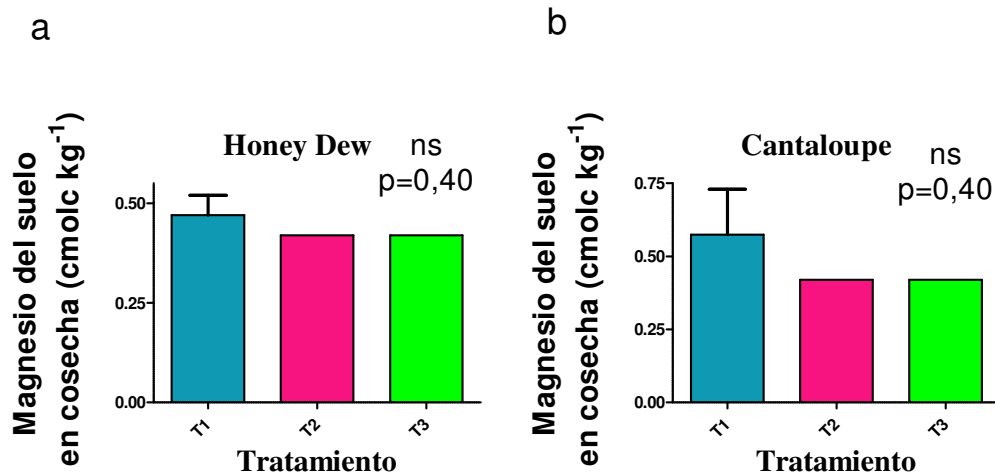 a
Honey Dew
ns
p=0,40
Magnesio del suelo
en cosecha (cmolc kg⁻¹)
0.50
0.25
0.00
T1
T2
T3
Tratamiento
b
Cantaloupe
ns
p=0,40
Magnesio del suelo
en cosecha (cmolc kg⁻¹)
0.75
0.50
0.25
0.00
T1
T2
T3
Tratamiento